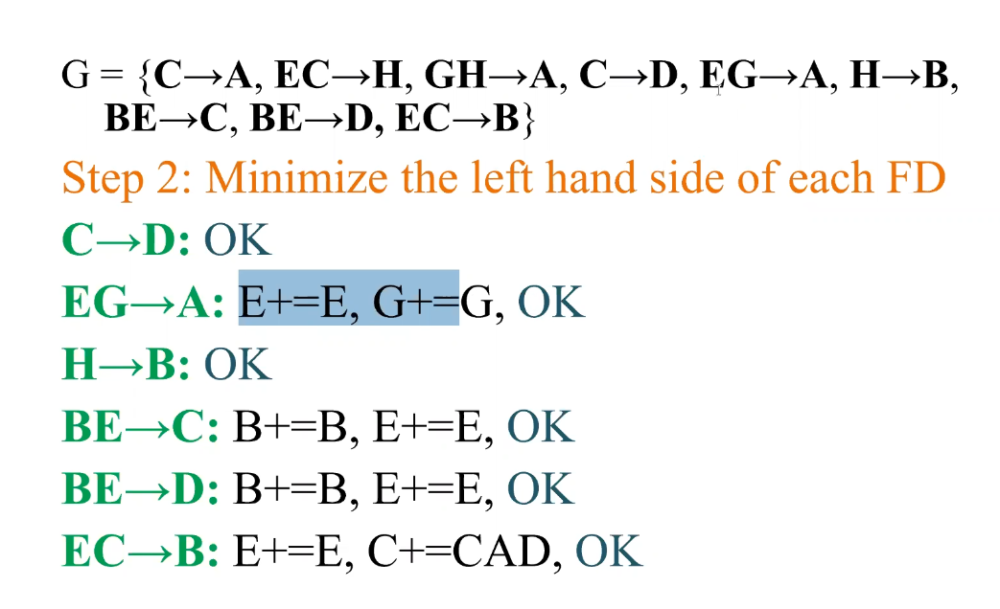 G = {C→A, EC→H, GH→A, C→D, EG→A, H→B,
BE→C, BE→D, EC→B}
Step 2: Minimize the left hand side of each FD
C→D: OK
EG→A: E+=E, G+=G, OK
H→B: OK
BE→C: B+=B, E+=E, OK
BE→D: B+=B, E+=E, OK
EC→B: E+=E, C+=CAD, OK